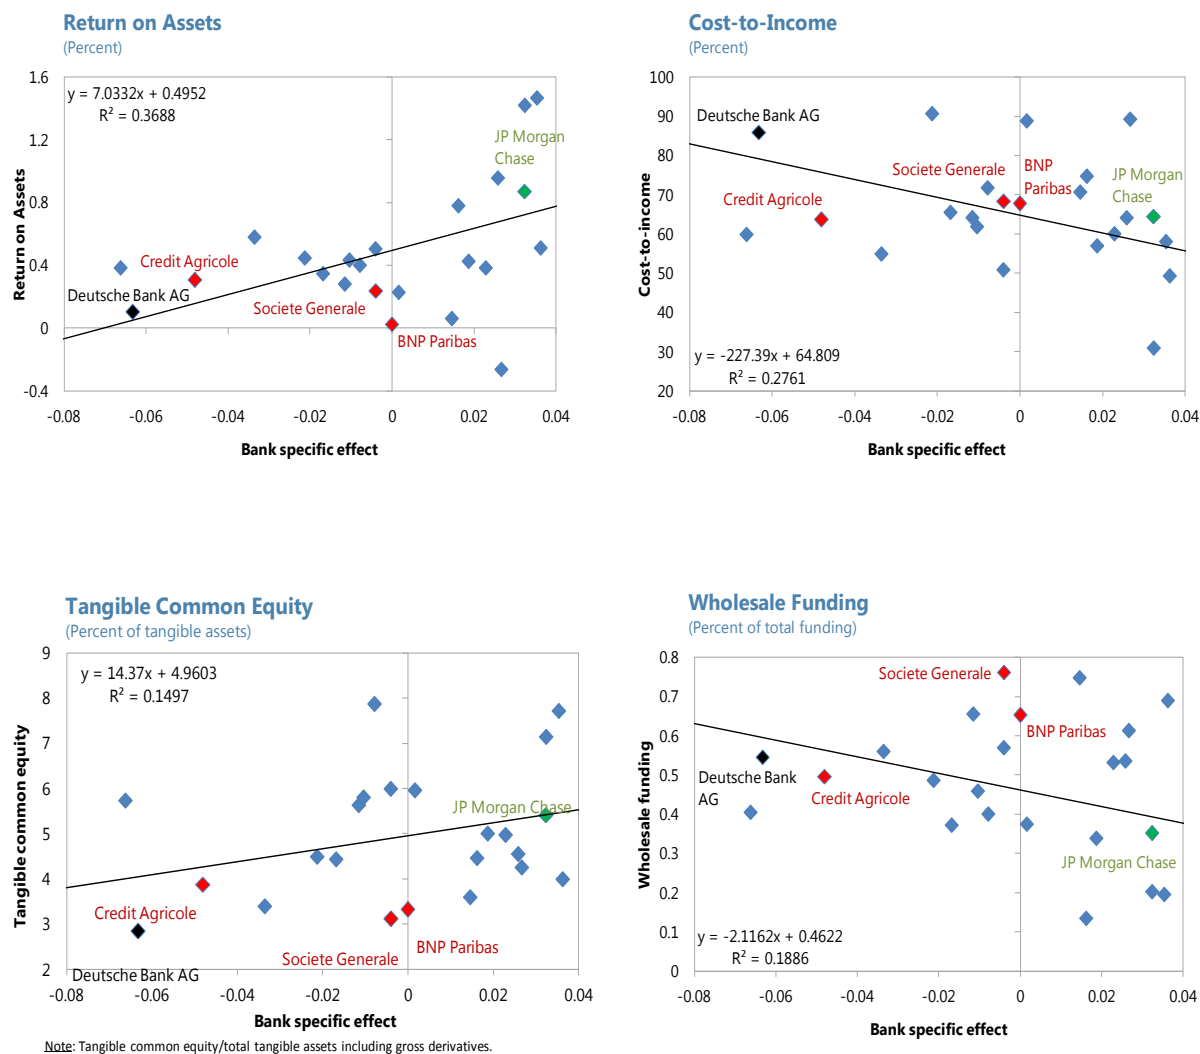 Return on Assets
(Percent)
1.6
1.2
0.8
0.4
0
-0.4
y = 7.0332x + 0.4952
R² = 0.3688
JP Morgan
Chase
Credit Agricole
Deutsche Bank AG
Societe Generale
BNP Paribas
Return on Assets
-0.08 -0.06 -0.04 -0.02 0 0.02 0.04
Bank specific effect
Cost-to-Income
(Percent)
100
90
80
70
60
50
40
30
20
Deutsche Bank AG
Societe Generale
BNP
Paribas
JP Morgan
Chase
Credit Agricole
y = -227.39x + 64.809
R² = 0.2761
Cost-to-income
-0.08 -0.06 -0.04 -0.02 0 0.02 0.04
Bank specific effect
Tangible Common Equity
(Percent of tangible assets)
9
8
7
6
5
4
3
2
y = 14.37x + 4.9603
R² = 0.1497
JP Morgan Chase
Credit Agricole
BNP Paribas
Societe Generale
Deutsche Bank AG
Tangible common equity
-0.08 -0.06 -0.04 -0.02 0 0.02 0.04
Bank specific effect
Note: Tangible common equity/total tangible assets including gross derivatives.
Wholesale Funding
(Percent of total funding)
0.8
0.7
0.6
0.5
0.4
0.3
0.2
0.1
0
Societe Generale
BNP Paribas
Deutsche Bank
AG
Credit Agricole
JP Morgan Chase
y = -2.1162x + 0.4622
R² = 0.1886
Wholesale funding
-0.08 -0.06 -0.04 -0.02 0 0.02 0.04
Bank specific effect